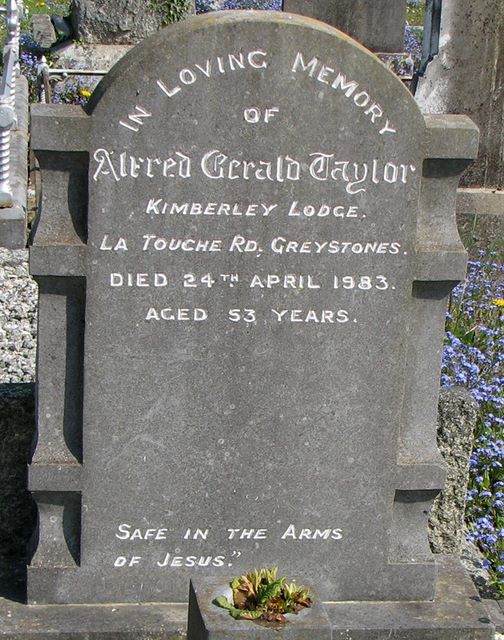 IN LOVING MEMORY
OF
Alfred Gerald Taylor
KIMBERLEY LODGE.
LA TOUCHE RD. GREYSTONES.
DIED 24TH APRIL 1983.
AGED 53 YEARS.
SAFE IN THE ARMS
OF JESUS."